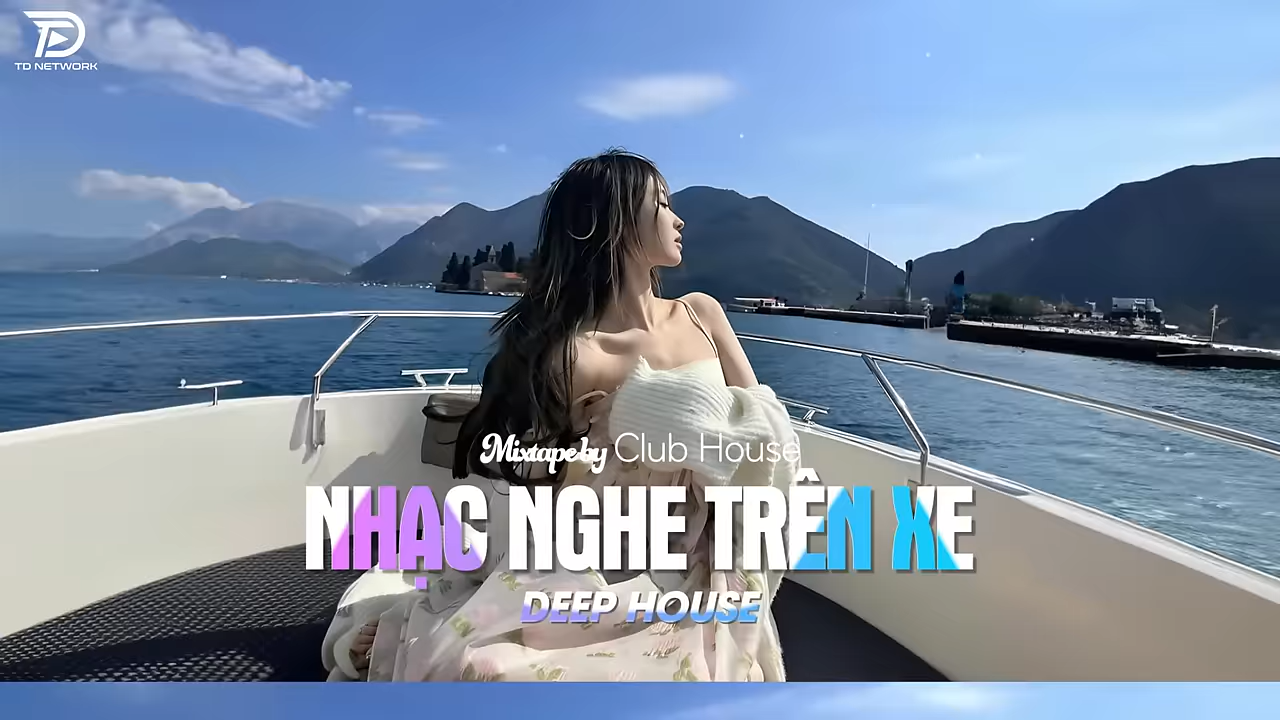 TD NETWORK
Mixtape by Club House
NHẠC NGHE TRÊN XE
DEEP HOUSE